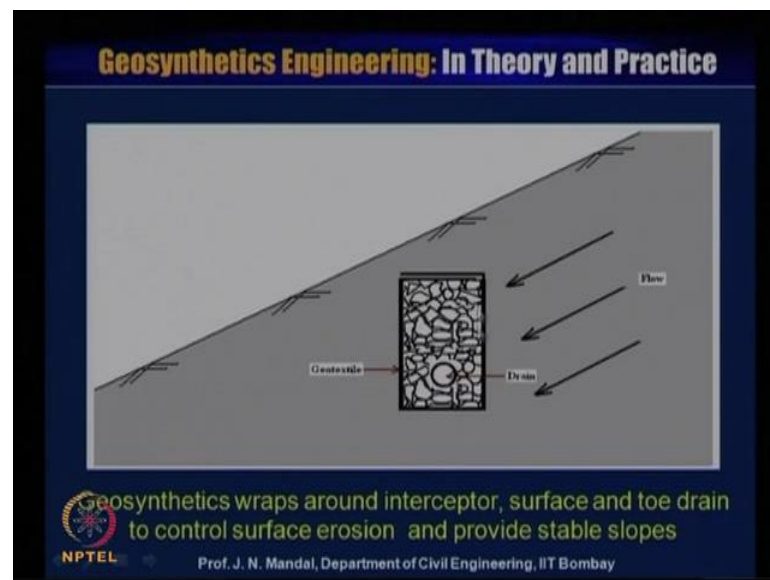 Geosynthetics Engineering: In Theory and Practice
Flow
Geotextile
Drain
Geosynthetics wraps around interceptor, surface and toe drain
to control surface erosion and provide stable slopes
NPTEL
Prof. J. N. Mandal, Department of Civil Engineering, IIT Bombay